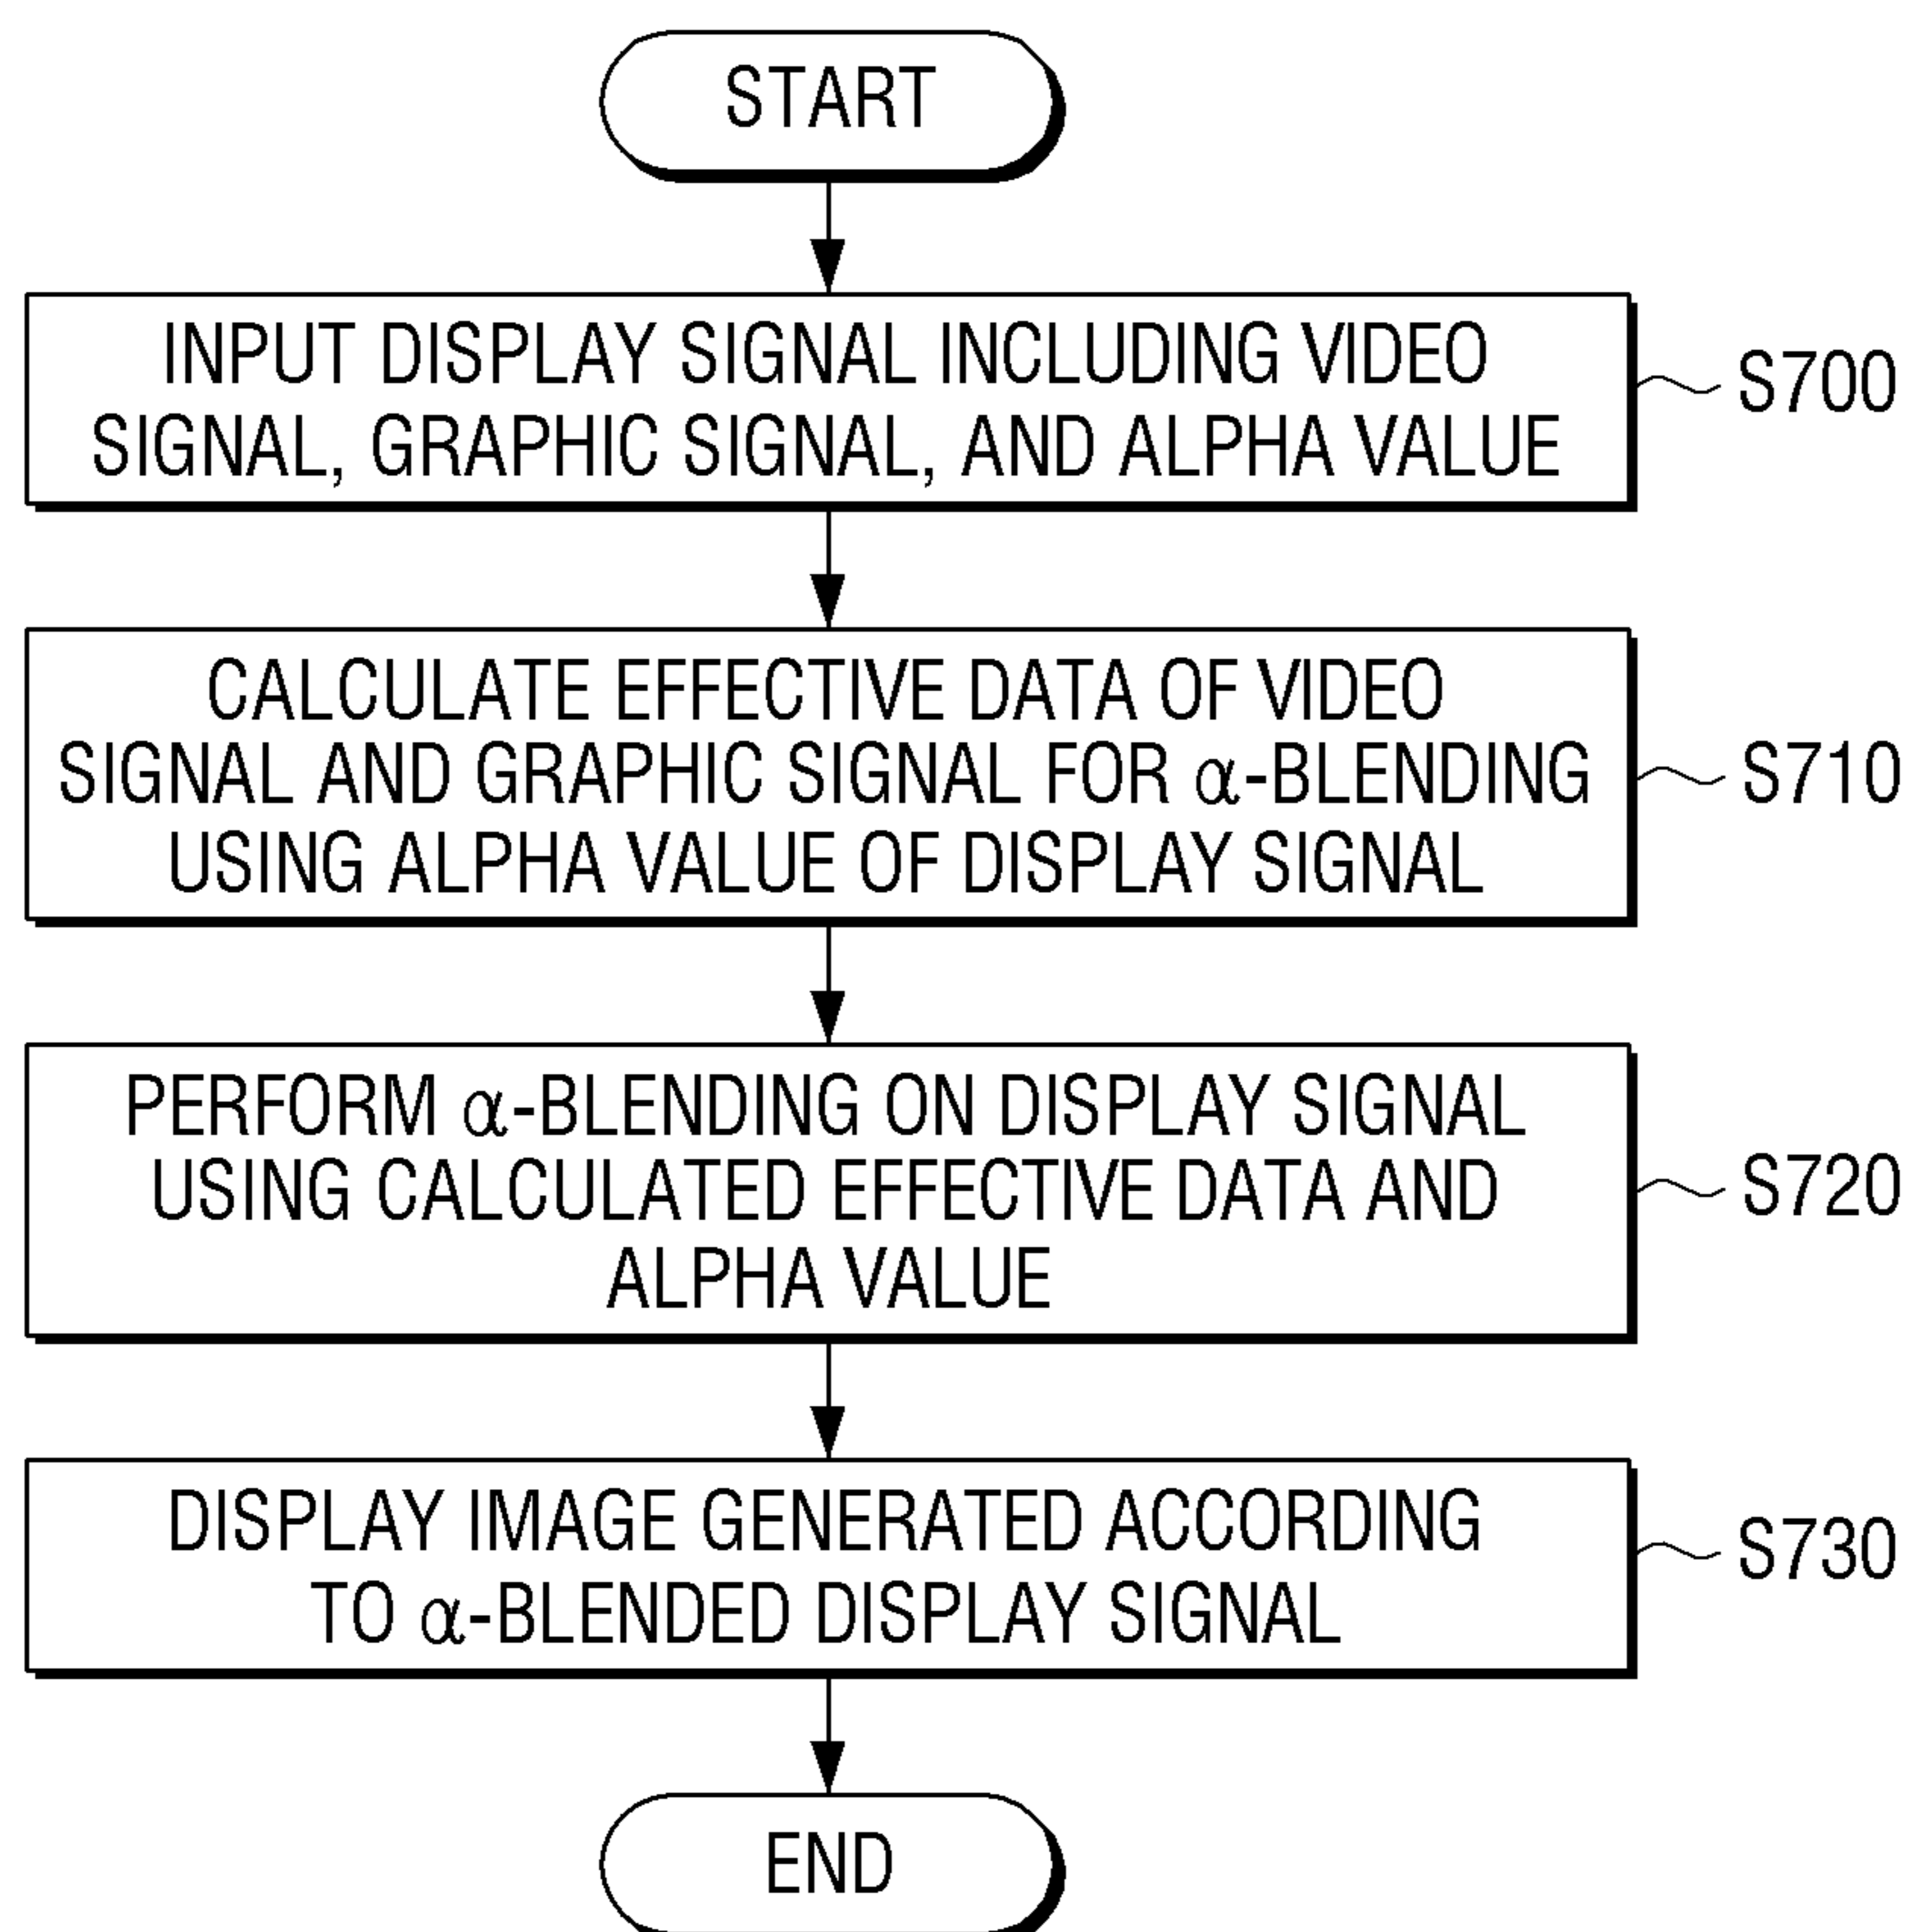 START
INPUT DISPLAY SIGNAL INCLUDING VIDEO
SIGNAL, GRAPHIC SIGNAL, AND ALPHA VALUE
S700
CALCULATE EFFECTIVE DATA OF VIDEO
SIGNAL AND GRAPHIC SIGNAL FOR α-BLENDING
USING ALPHA VALUE OF DISPLAY SIGNAL
S710
PERFORM α-BLENDING ON DISPLAY SIGNAL
USING CALCULATED EFFECTIVE DATA AND
ALPHA VALUE
S720
DISPLAY IMAGE GENERATED ACCORDING
TO α-BLENDED DISPLAY SIGNAL
S730
END